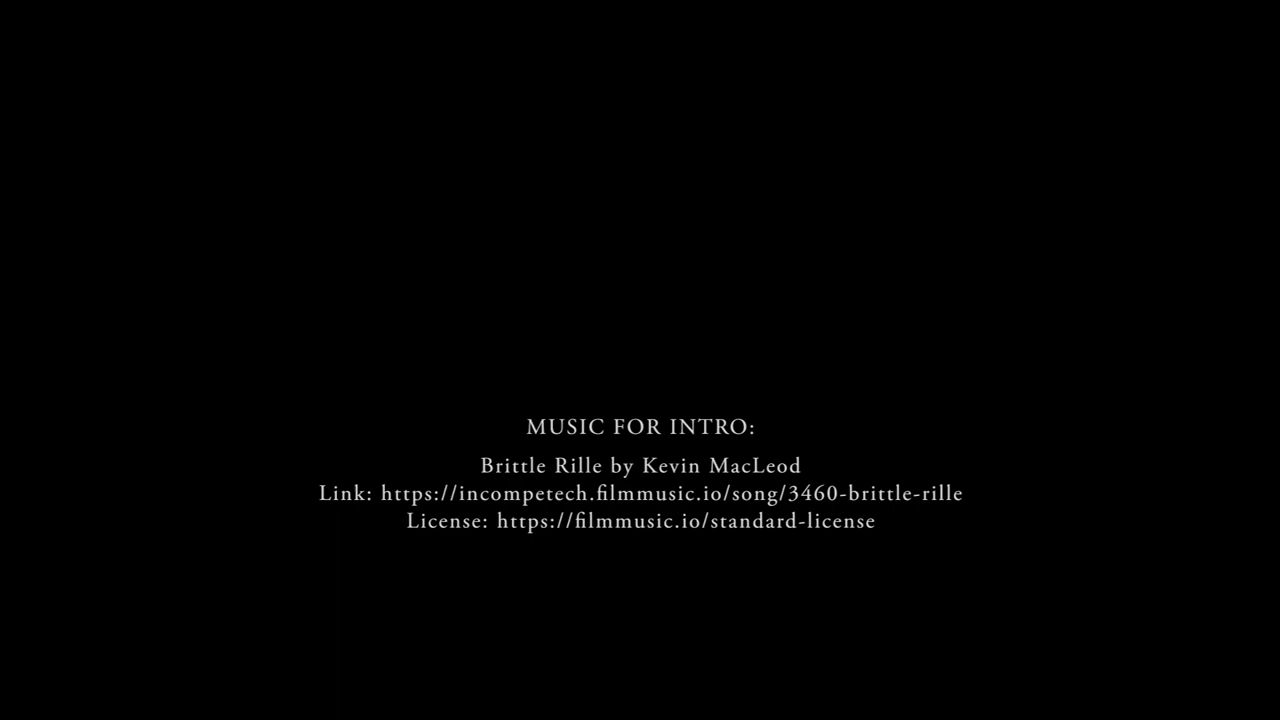 MUSIC FOR INTRO:
Brittle Rille by Kevin MacLeod
Link: https://incompetech.filmmusic.io/song/3460-brittle-rille
License: https://filmmusic.io/standard-license